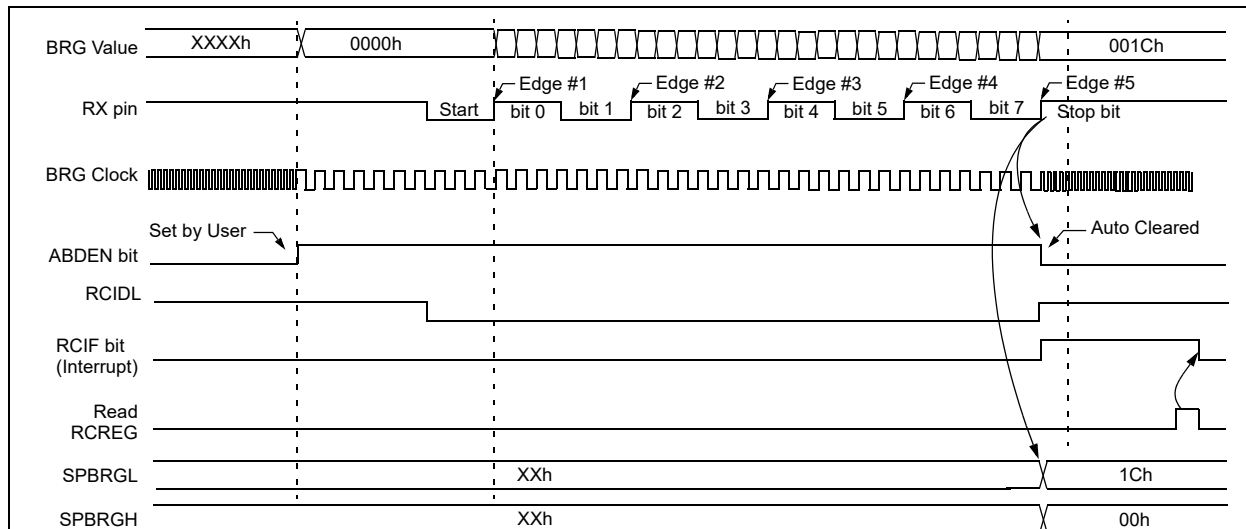 BRG Value XXXXh 0000h 001Ch
Edge #1 Edge #2 Edge #3 Edge #4 Edge #5
RX pin Start bit 0 bit 1 bit 2 bit 3 bit 4 bit 5 bit 6 bit 7 Stop bit
BRG Clock
Set by User Auto Cleared
ABDEN bit
RCIDL
RCIF bit
(Interrupt)
Read
RCREG
SPBRGL XXh 1Ch
SPBRGH XXh 00h